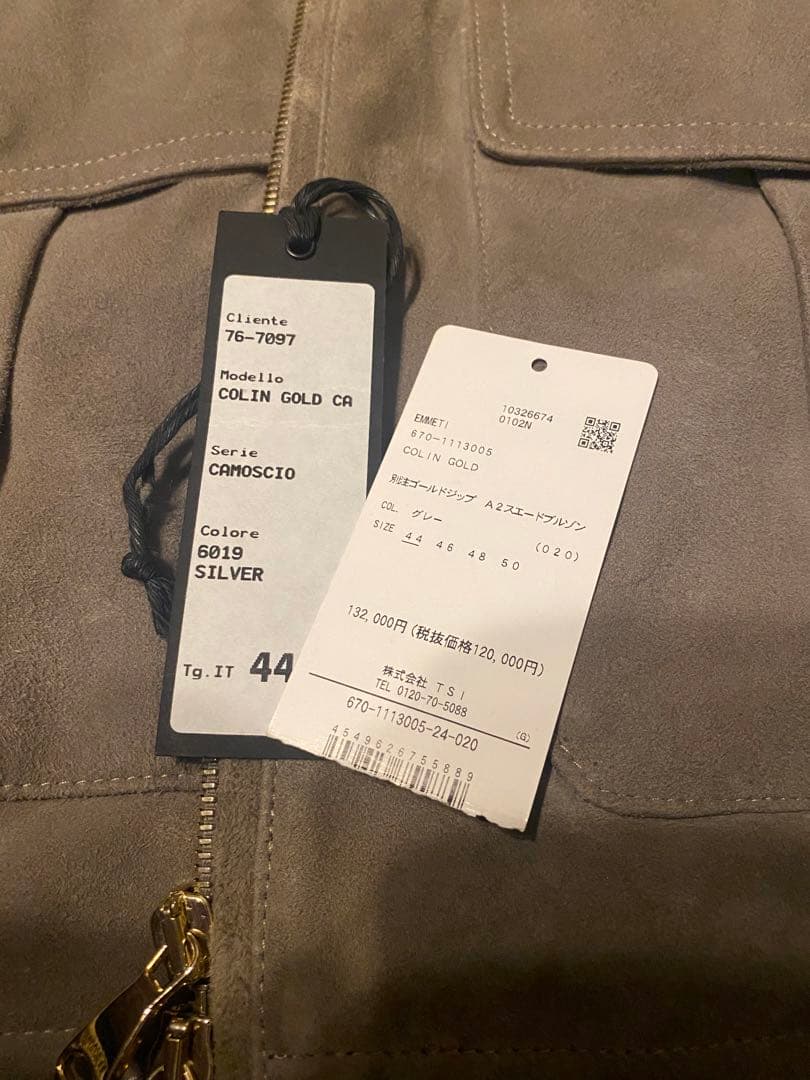 Cliente
76-7097
Modello
COLIN GOLD CA
Serie
CAMOSCIO
Colore
6019
SILVER
Tg.IT 44
10326674
EMMETI 0102N
670-1113005
COLIN GOLD
別注ゴールドジップ A2スエードブルゾン
COL. グレー (020)
SIZE 44 46 48 50
132,000円(税抜価格120,000円)
株式会社 TSI
TEL 0120-70-5088
(G)
670-1113005-24-020
4549626755889